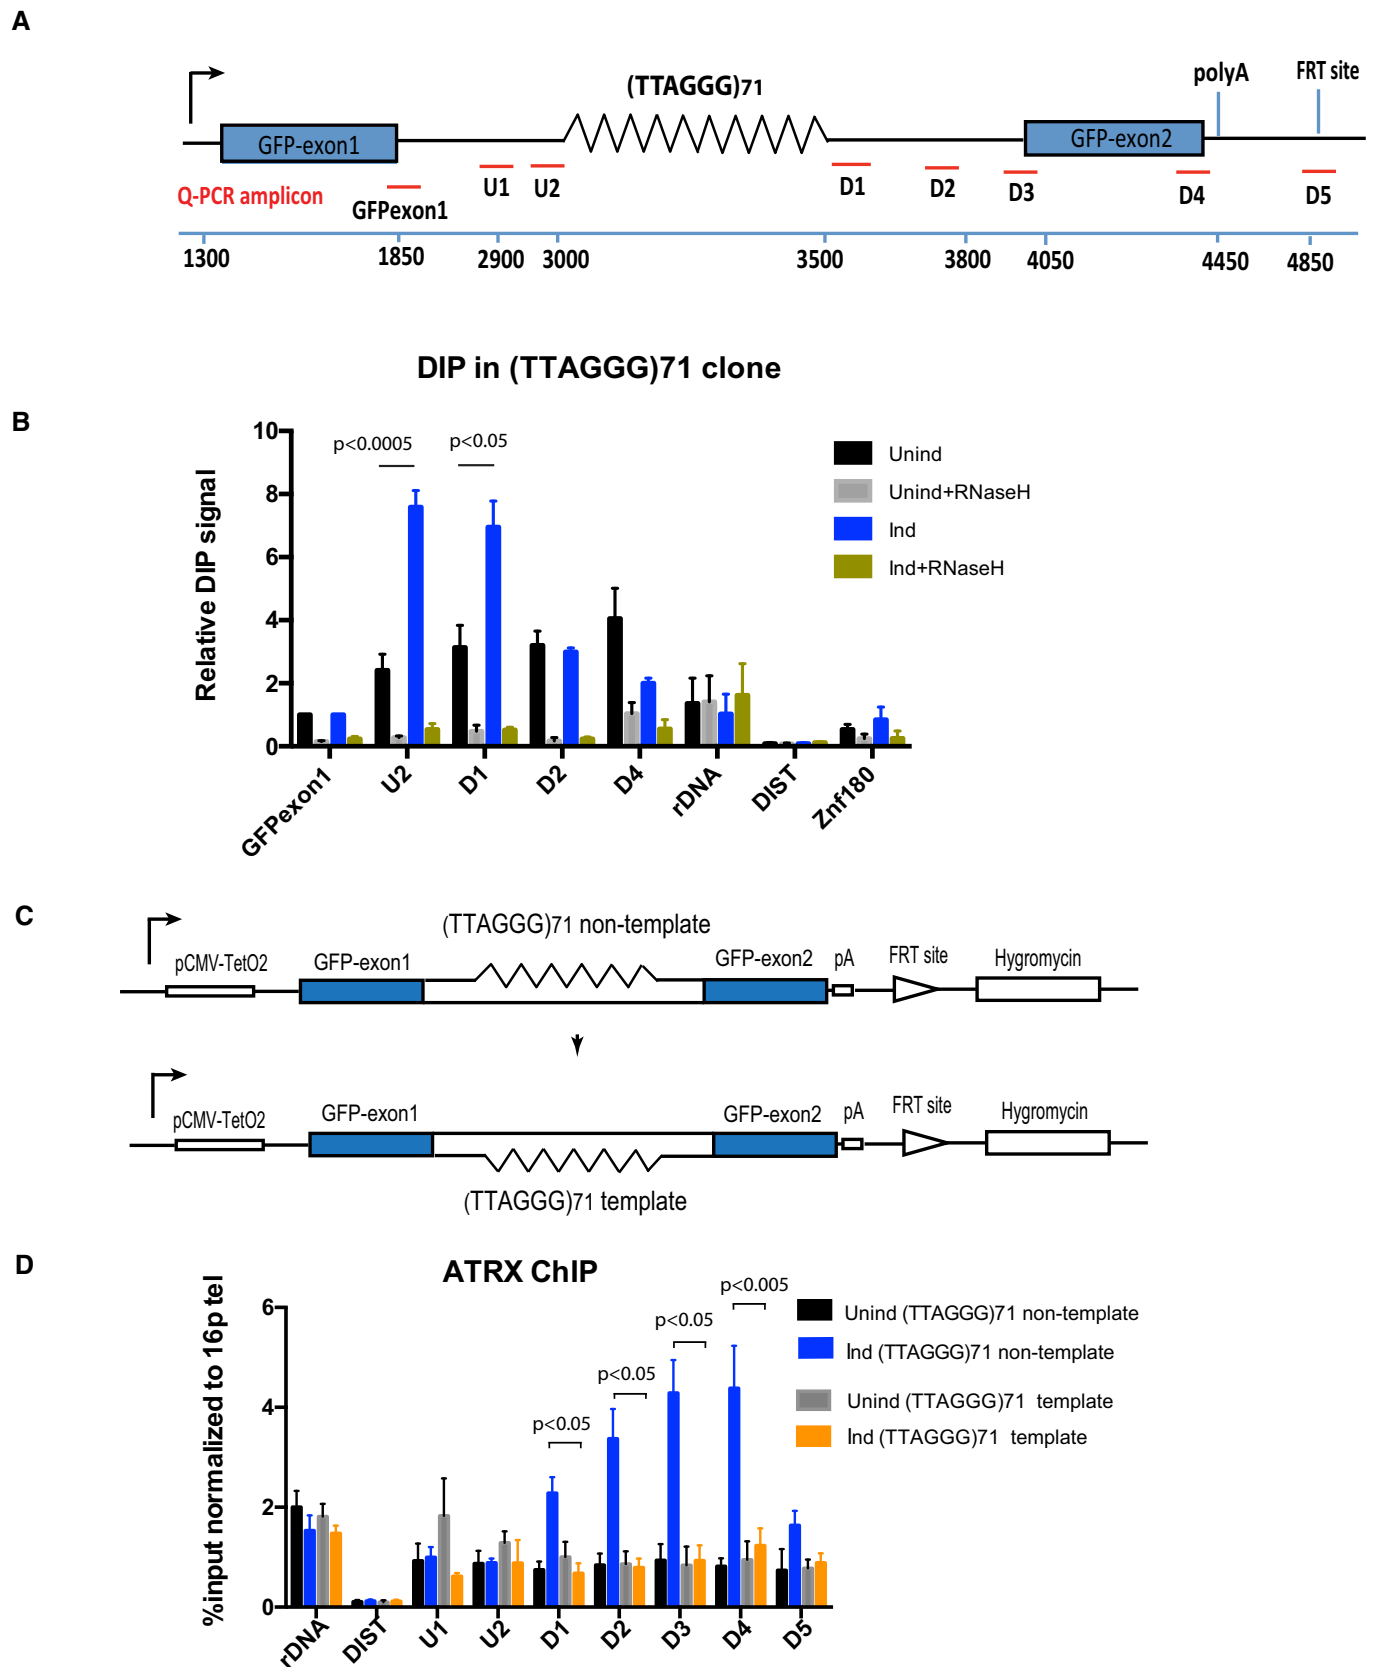 A
(TTAGGG)71
polyA
FRT site
GFP-exon1
GFP-exon2
Q-PCR amplicon
GFPexon1
U1
U2
D1
D2
D3
D4
D5
1300
1850
2900
3000
3500
3800
4050
4450
4850
DIP in (TTAGGG)71 clone
B
Relative DIP signal
10
8
6
4
2
0
p<0.0005
p<0.05
Unind
Unind+RNaseH
Ind
Ind+RNaseH
GFPexon1
U2
D1
D2
D4
rDNA
DIST
Znf180
C
(TTAGGG)71 non-template
pCMV-TetO2
GFP-exon1
GFP-exon2
pA
FRT site
Hygromycin
pCMV-TetO2
GFP-exon1
GFP-exon2
pA
FRT site
Hygromycin
(TTAGGG)71 template
D
ATRX ChIP
%input normalized to 16p tel
6
4
2
0
p<0.05
p<0.05
p<0.05
p<0.005
Unind (TTAGGG)71 non-template
Ind (TTAGGG)71 non-template
Unind (TTAGGG)71 template
Ind (TTAGGG)71 template
rDNA
DIST
U1
U2
D1
D2
D3
D4
D5